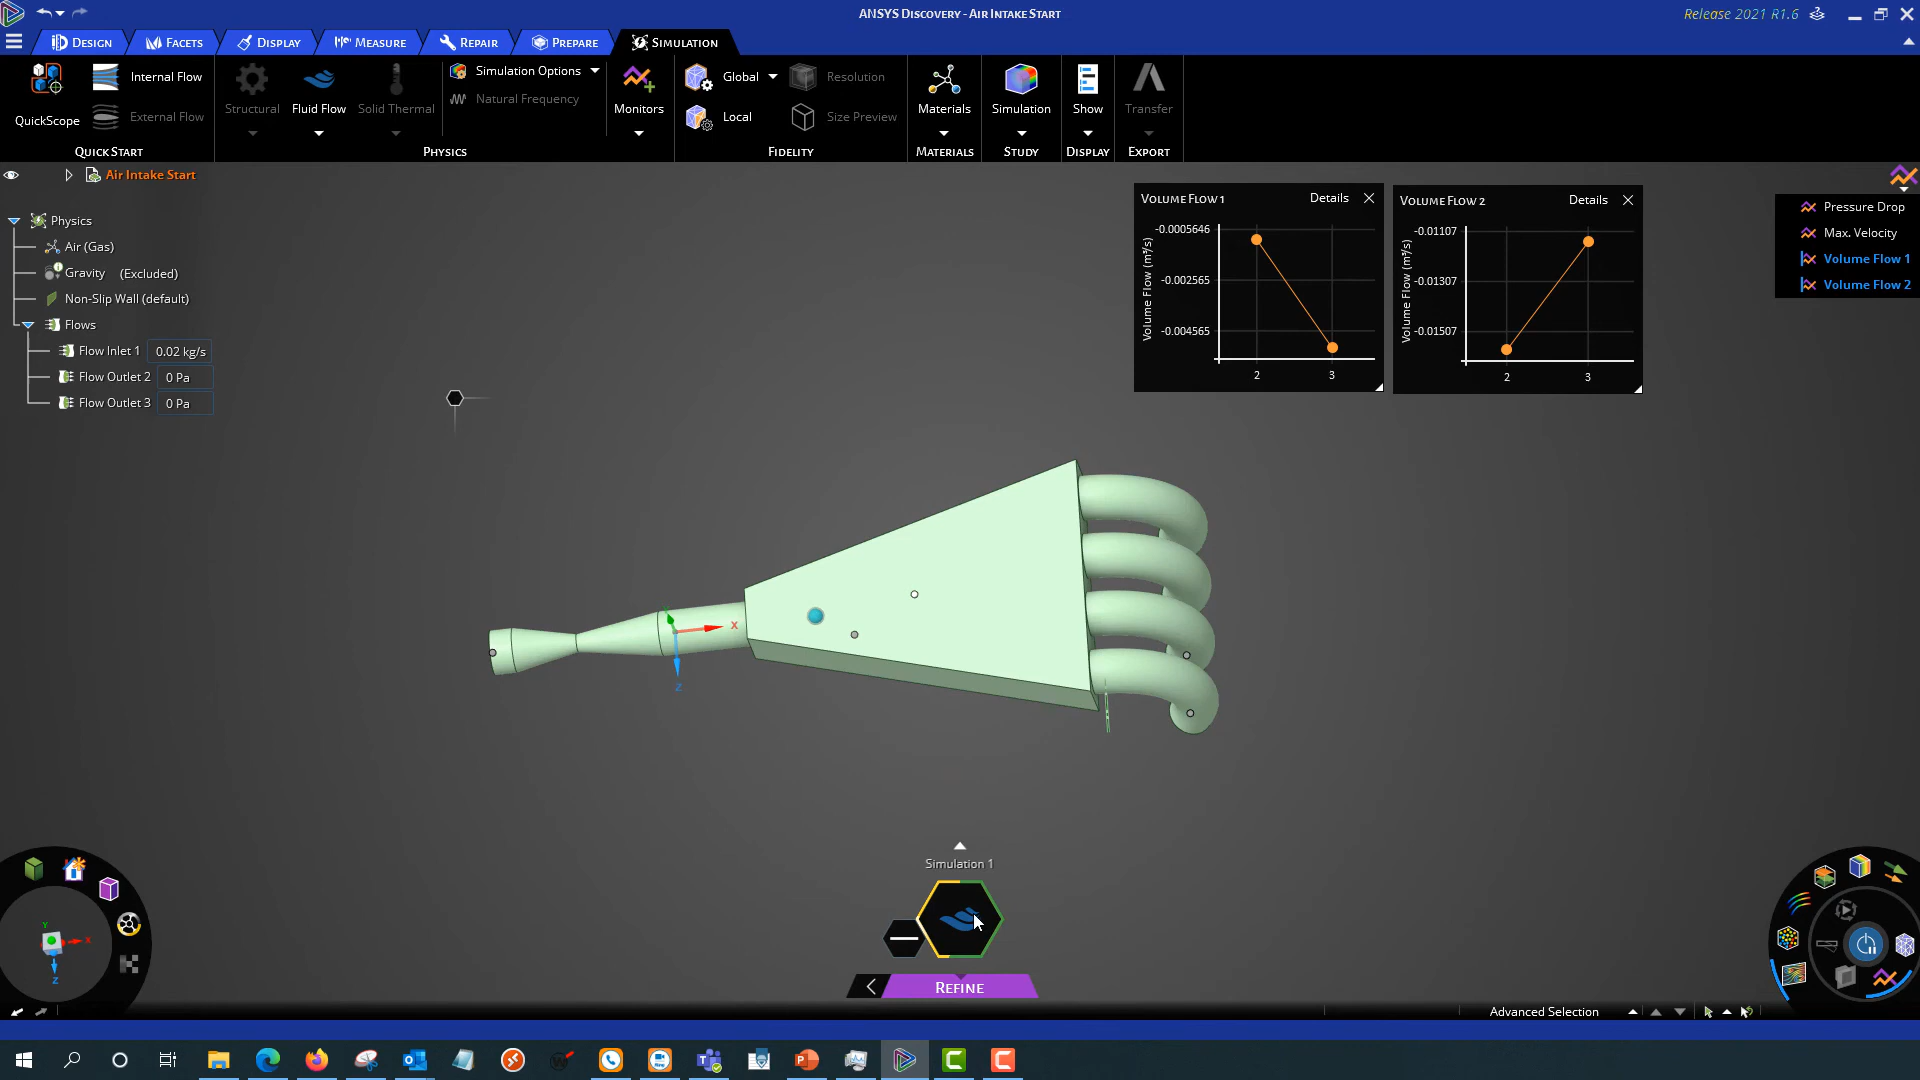 ANSYS Discovery - Air Intake Start
Release 2021 R1.6
Design
Facets
Display
Measure
Repair
Prepare
Simulation
QuickScope
Internal Flow
External Flow
Quick Start
Structural
Fluid Flow
Solid Thermal
Simulation Options
Natural Frequency
Physics
Monitors
Global
Local
Resolution
Size Preview
Fidelity
Materials
Materials
Simulation
Study
Show
Display
Transfer
Export
Air Intake Start
Physics
Air (Gas)
Gravity (Excluded)
Non-Slip Wall (default)
Flows
Flow Inlet 1 0.02 kg/s
Flow Outlet 2 0 Pa
Flow Outlet 3 0 Pa
Volume Flow 1 Details
Volume Flow (m³/s)
-0.0005646
-0.002565
-0.004565
2 3
Volume Flow 2 Details
Volume Flow (m³/s)
-0.01107
-0.01307
-0.01507
2 3
Pressure Drop
Max. Velocity
Volume Flow 1
Volume Flow 2
X
Z
Simulation 1
Refine
Y
X
Z
Advanced Selection